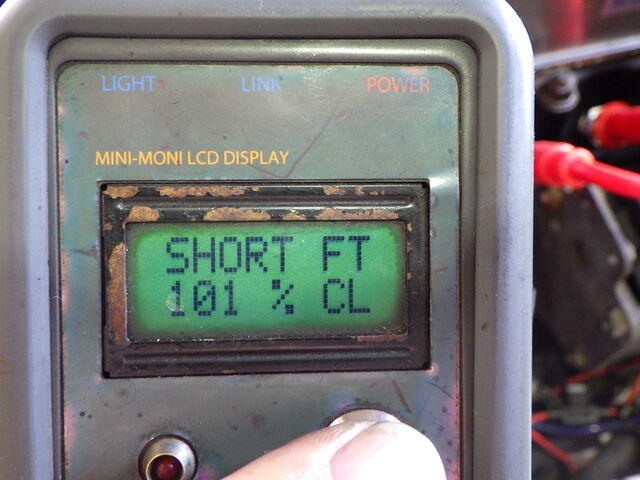 LIGHT LINK POWER
MINI-MONI LCD DISPLAY
SHORT FT
101 % CL